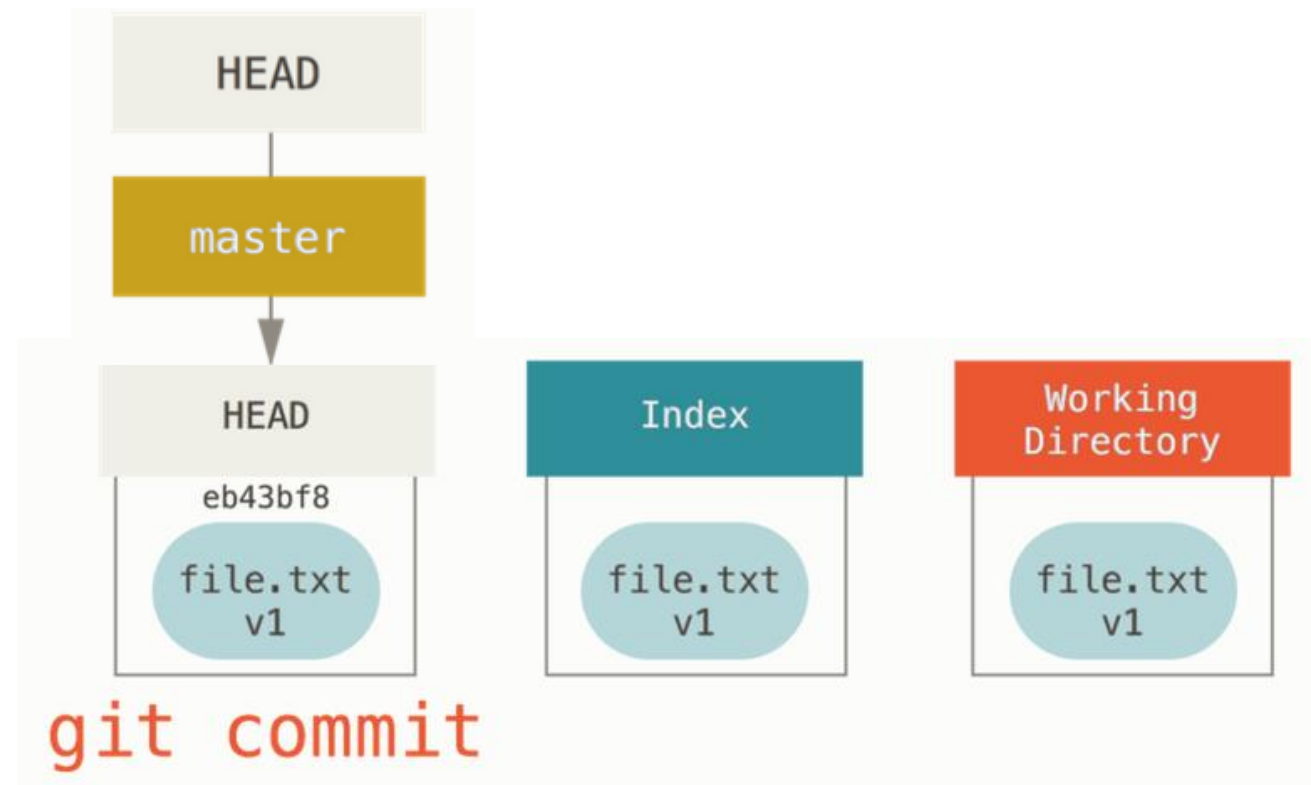 HEAD
master
HEAD
Index
Working
Directory
eb43bf8
file.txt
v1
file.txt
v1
file.txt
v1
git commit